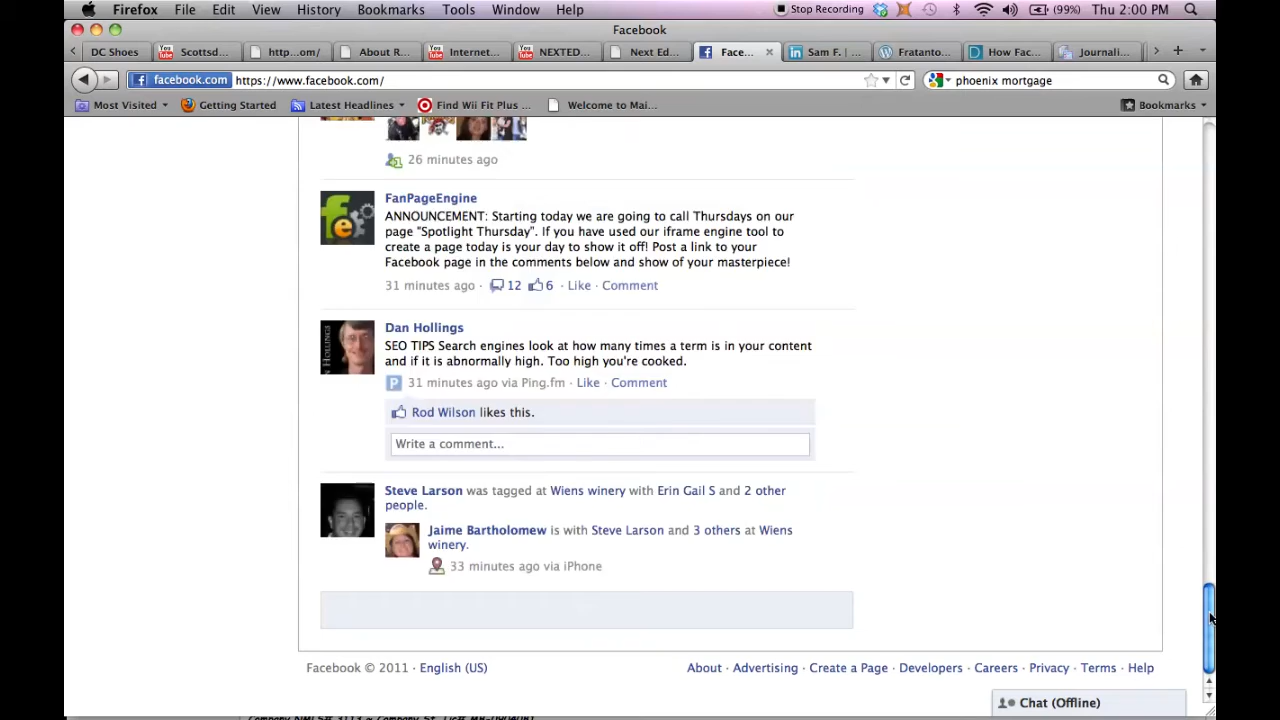 Firefox File Edit View History Bookmarks Tools Window Help Stop Recording (99%) Thu 2:00 PM
Facebook
DC Shoes Scottsd... http...om/ About R... Internet... NEXTED... Next Ed... Face... Sam F. |... Fratanto... How Fac... Journali...
facebook.com https://www.facebook.com/ phoenix mortgage
Most Visited Getting Started Latest Headlines Find Wii Fit Plus ... Welcome to Mai... Bookmarks
26 minutes ago
FanPageEngine
ANNOUNCEMENT: Starting today we are going to call Thursdays on our
page "Spotlight Thursday". If you have used our iframe engine tool to
create a page today is your day to show it off! Post a link to your
Facebook page in the comments below and show of your masterpiece!
31 minutes ago · 12 6 · Like · Comment
Dan Hollings
SEO TIPS Search engines look at how many times a term is in your content
and if it is abnormally high. Too high you're cooked.
31 minutes ago via Ping.fm · Like · Comment
Rod Wilson likes this.
Write a comment...
Steve Larson was tagged at Wiens winery with Erin Gail S and 2 other
people.
Jaime Bartholomew is with Steve Larson and 3 others at Wiens
winery.
33 minutes ago via iPhone
Facebook © 2011 · English (US) About · Advertising · Create a Page · Developers · Careers · Privacy · Terms · Help
Chat (Offline)